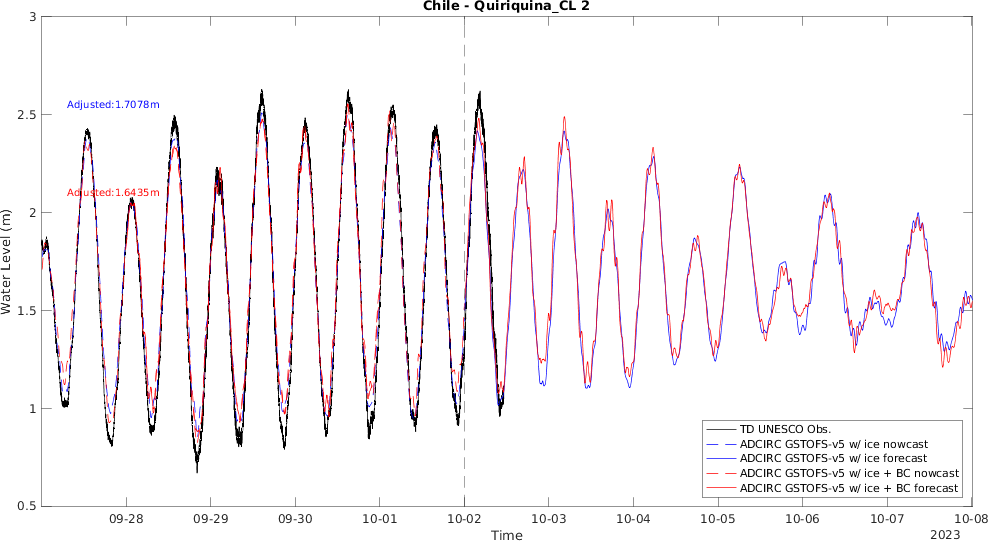 Chile - Quiriquina_CL 2
3
2.5
2
1.5
1
0.5
Water Level (m)
Adjusted:1.7078m
Adjusted:1.6435m
TD UNESCO Obs.
ADCIRC GSTOFS-v5 w/ ice nowcast
ADCIRC GSTOFS-v5 w/ ice forecast
ADCIRC GSTOFS-v5 w/ ice + BC nowcast
ADCIRC GSTOFS-v5 w/ ice + BC forecast
09-28 09-29 09-30 10-01 10-02 10-03 10-04 10-05 10-06 10-07 10-08
Time
2023